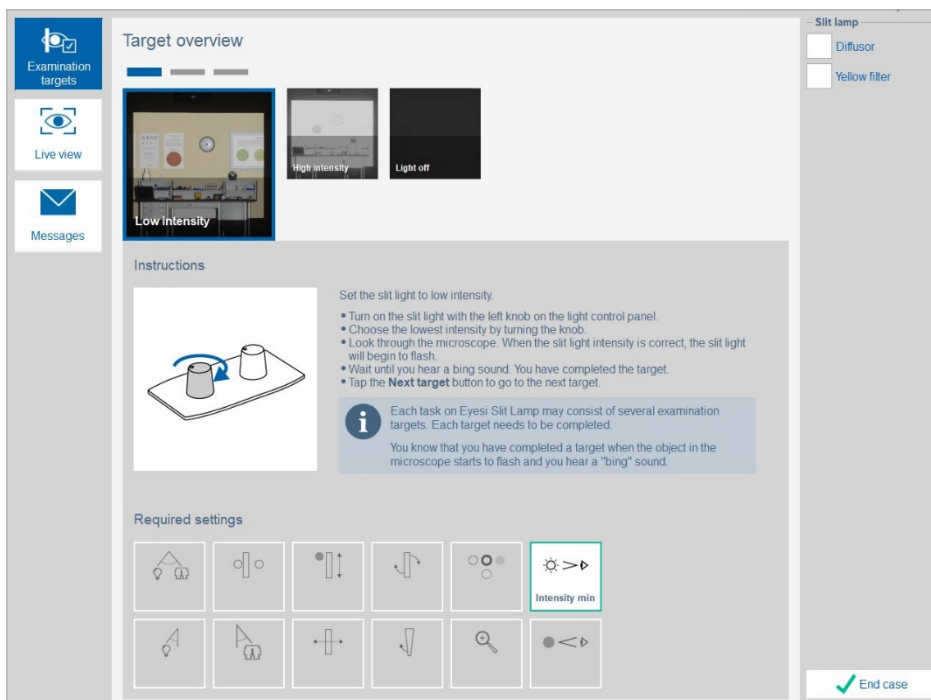 Examination
targets
Live view
Messages
Target overview
Low intensity
High intensity
Light off
Instructions
Set the slit light to low intensity.
• Turn on the slit light with the left knob on the light control panel.
• Choose the lowest intensity by turning the knob.
• Look through the microscope. When the slit light intensity is correct, the slit light
will begin to flash.
• Wait until you hear a bing sound. You have completed the target.
• Tap the Next target button to go to the next target.
Each task on Eyesi Slit Lamp may consist of several examination
targets. Each target needs to be completed.
You know that you have completed a target when the object in the
microscope starts to flash and you hear a "bing" sound.
Required settings
Intensity min
Slit lamp
Diffusor
Yellow filter
End case